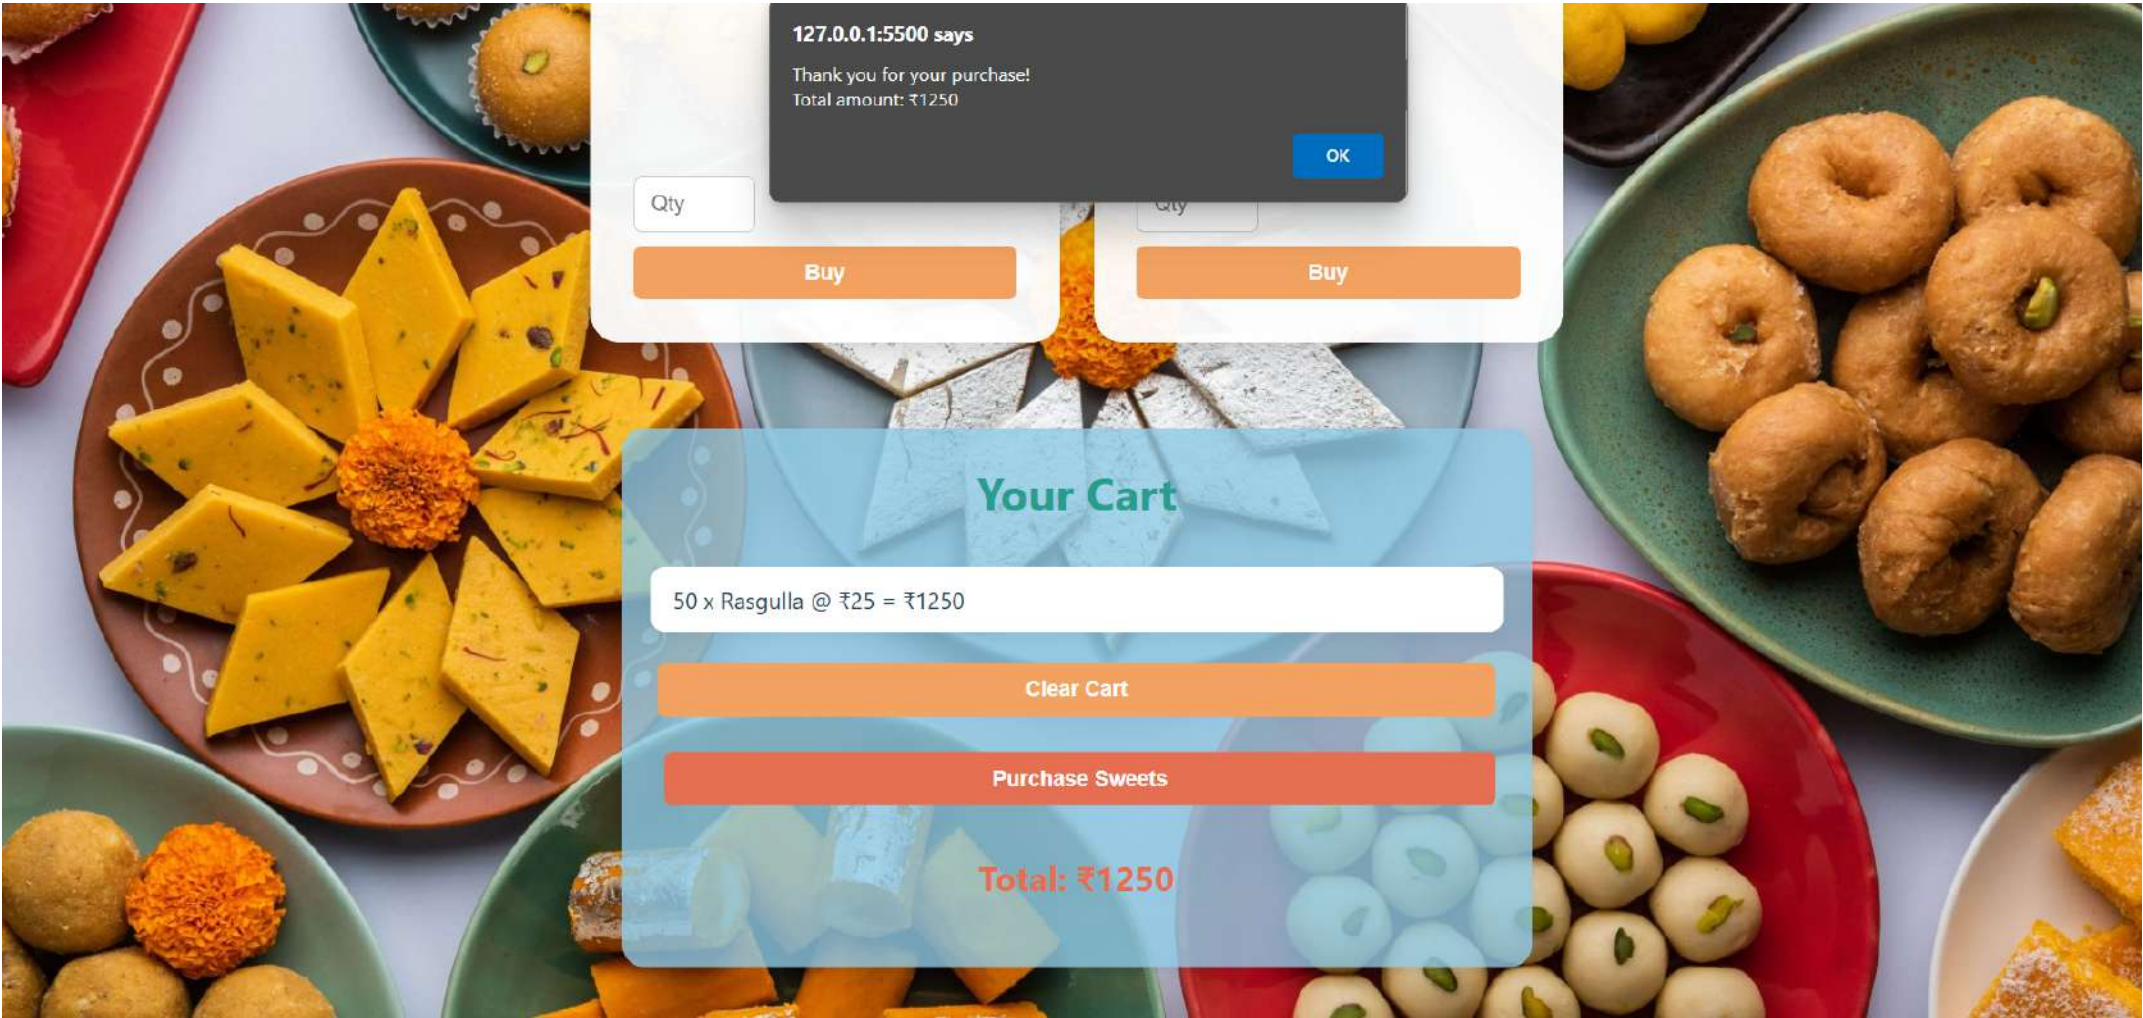 127.0.0.1:5500 says
Thank you for your purchase!
Total amount: ₹1250
OK
Qty
Qty
Buy
Buy
Your Cart
50 x Rasgulla @ ₹25 = ₹1250
Clear Cart
Purchase Sweets
Total: ₹1250